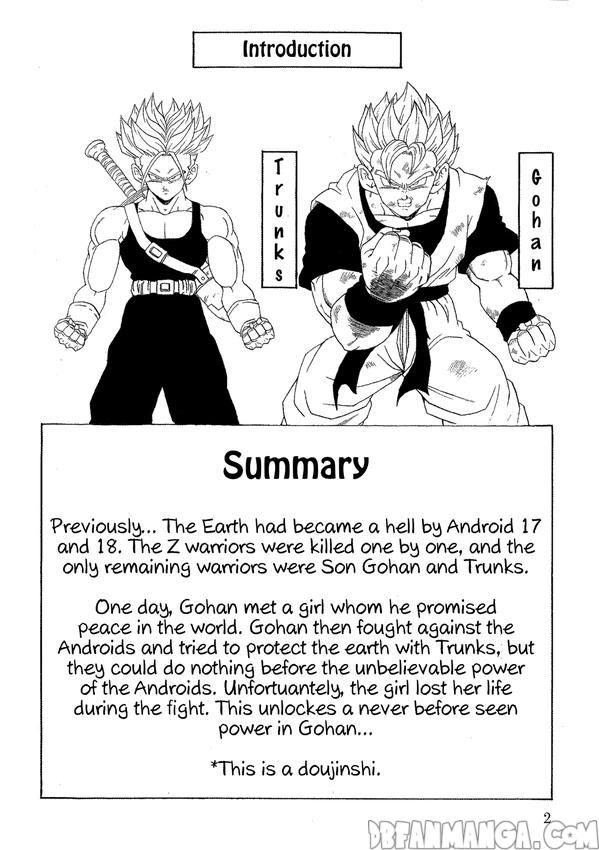 Introduction
Trunks
Gohan
Summary
Previously... The Earth had became a hell by Android 17
and 18. The Z warriors were killed one by one, and the
only remaining warriors were Son Gohan and Trunks.
One day, Gohan met a girl whom he promised
peace in the world. Gohan then fought against the
Androids and tried to protect the earth with Trunks, but
they could do nothing before the unbelievable power
of the Androids. Unfortuantely, the girl lost her life
during the fight. This unlockes a never before seen
power in Gohan...
*This is a doujinshi.
2
DBFANMANGA.COM